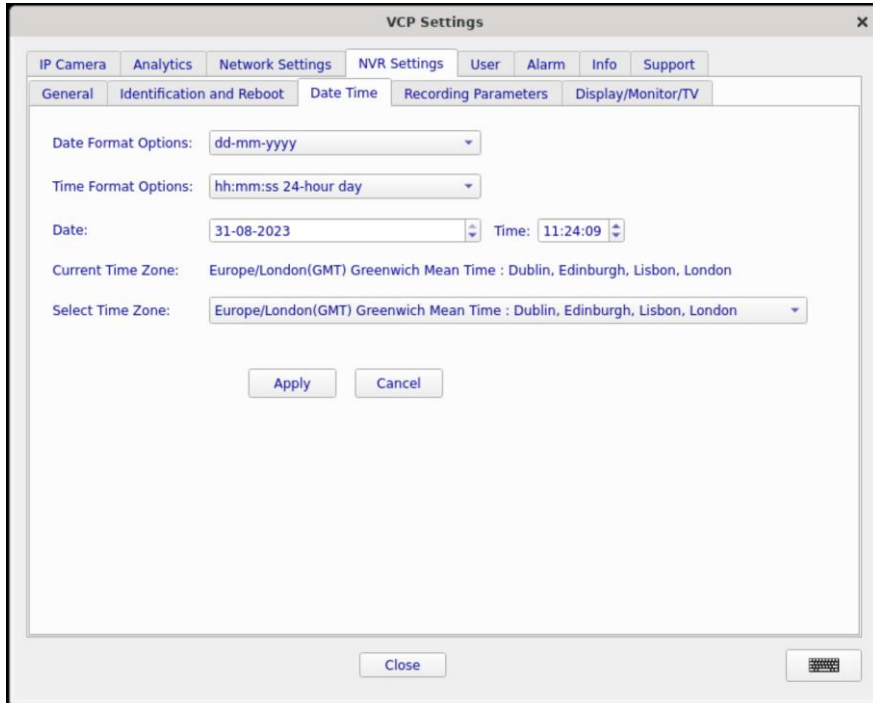 VCP Settings
IP Camera Analytics Network Settings NVR Settings User Alarm Info Support
General Identification and Reboot Date Time Recording Parameters Display/Monitor/TV
Date Format Options: dd-mm-yyyy
Time Format Options: hh:mm:ss 24-hour day
Date: 31-08-2023 Time: 11:24:09
Current Time Zone: Europe/London(GMT) Greenwich Mean Time : Dublin, Edinburgh, Lisbon, London
Select Time Zone: Europe/London(GMT) Greenwich Mean Time : Dublin, Edinburgh, Lisbon, London
Apply Cancel
Close